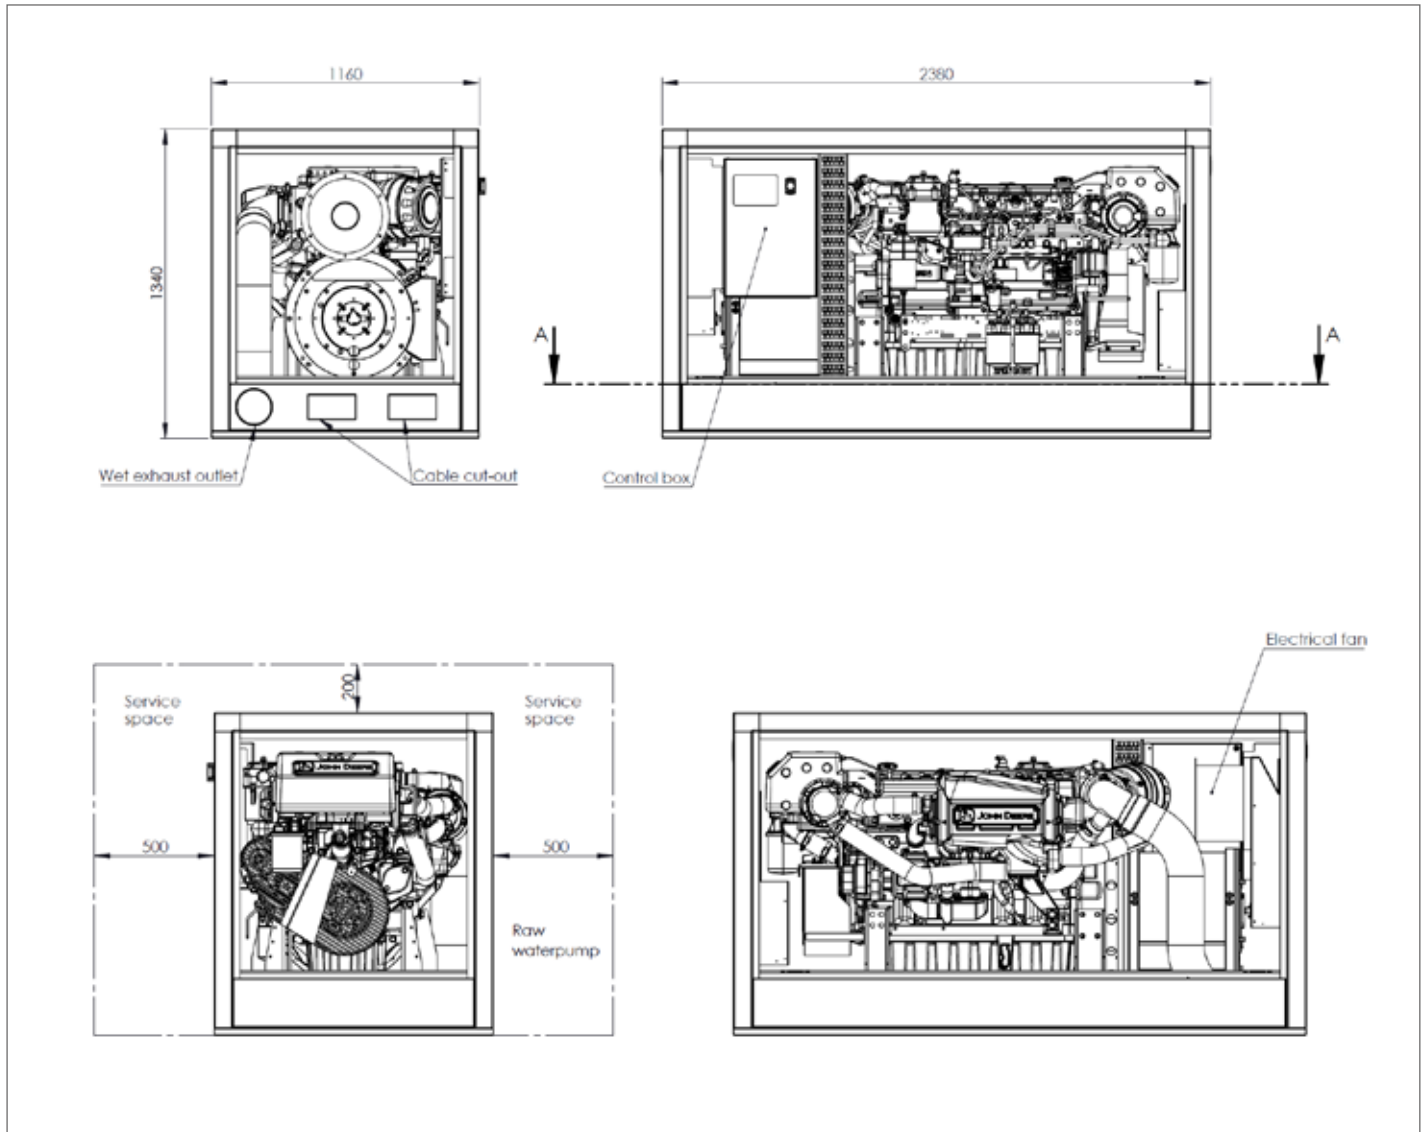 1160
2380
1340
A
A
Wet exhaust outlet
Cable cut-out
Control box
Electrical fan
200
Service
space
Service
space
JOHN DEERE
JOHN DEERE
500
500
Raw
waterpump